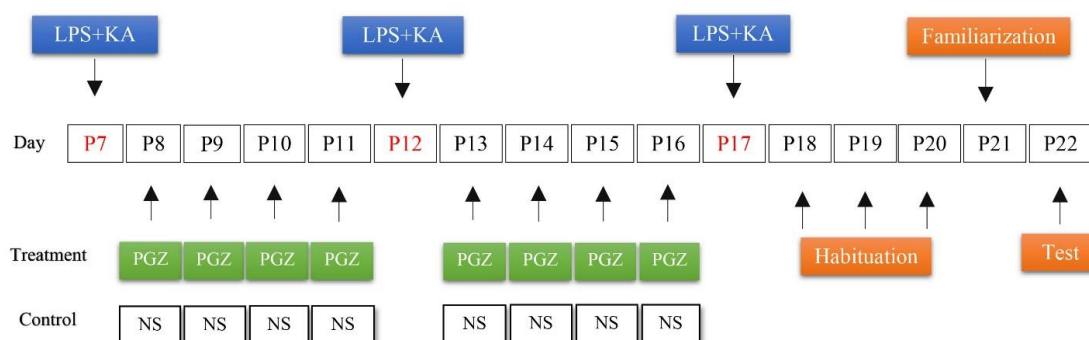 LPS+KA LPS+KA LPS+KA Familiarization
Day P7 P8 P9 P10 P11 P12 P13 P14 P15 P16 P17 P18 P19 P20 P21 P22
Treatment PGZ PGZ PGZ PGZ PGZ PGZ PGZ PGZ Habituation Test
Control NS NS NS NS NS NS NS NS